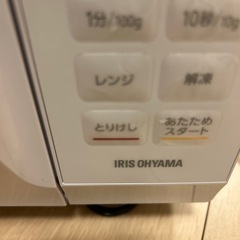 1分/100g
10秒/10g
レンジ
解凍
とりけし
あたため
スタート
IRIS OHYAMA